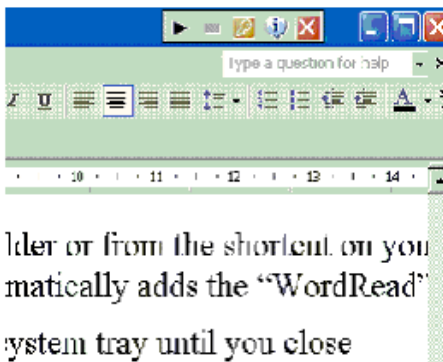 Type a question for help
U
A
10 11 12 13 14
lder or from the shortcut on you
matically adds the “WordRead”
system tray until you close